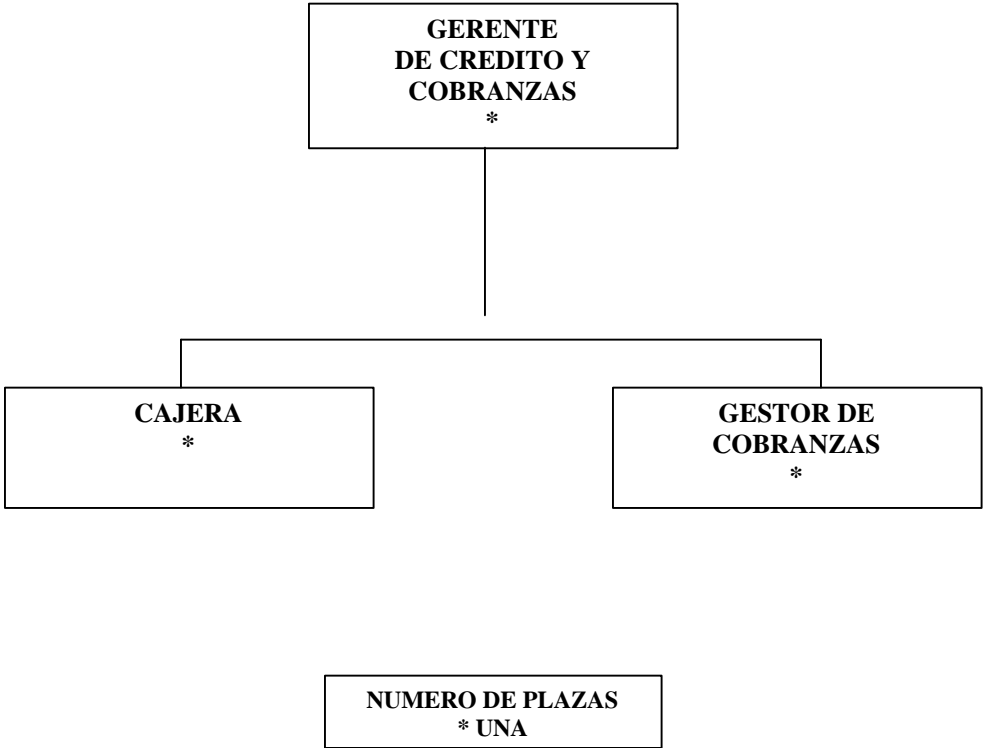 GERENTE
DE CREDITO Y
COBRANZAS
*
CAJERA
*
GESTOR DE
COBRANZAS
*
NUMERO DE PLAZAS
* UNA